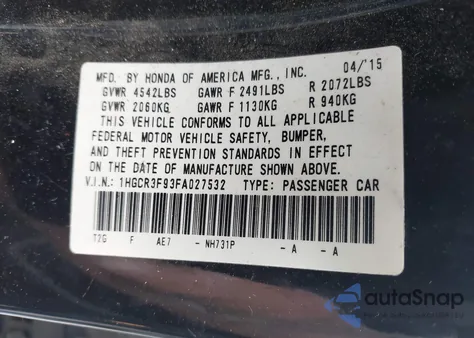 MFD. BY HONDA OF AMERICA MFG., INC. 04/'15
GVWR 4542LBS GAWR F 2491LBS R 2072LBS
GVWR 2060KG GAWR F 1130KG R 940KG
THIS VEHICLE CONFORMS TO ALL APPLICABLE
FEDERAL MOTOR VEHICLE SAFETY, BUMPER,
AND THEFT PREVENTION STANDARDS IN EFFECT
ON THE DATE OF MANUFACTURE SHOWN ABOVE.
V.I.N.: 1HGCR3F93FA027532 TYPE: PASSENGER CAR
T2G F AE7 - NH731P - A - A
autoSnap